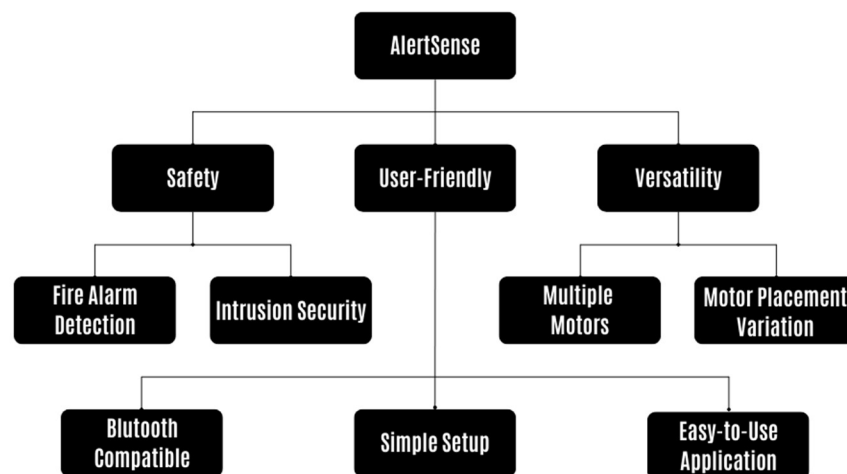 AlertSense
Safety
User-Friendly
Versatility
Fire Alarm
Detection
Intrusion Security
Multiple
Motors
Motor Placement
Variation
Blutooth
Compatible
Simple Setup
Easy-to-Use
Application